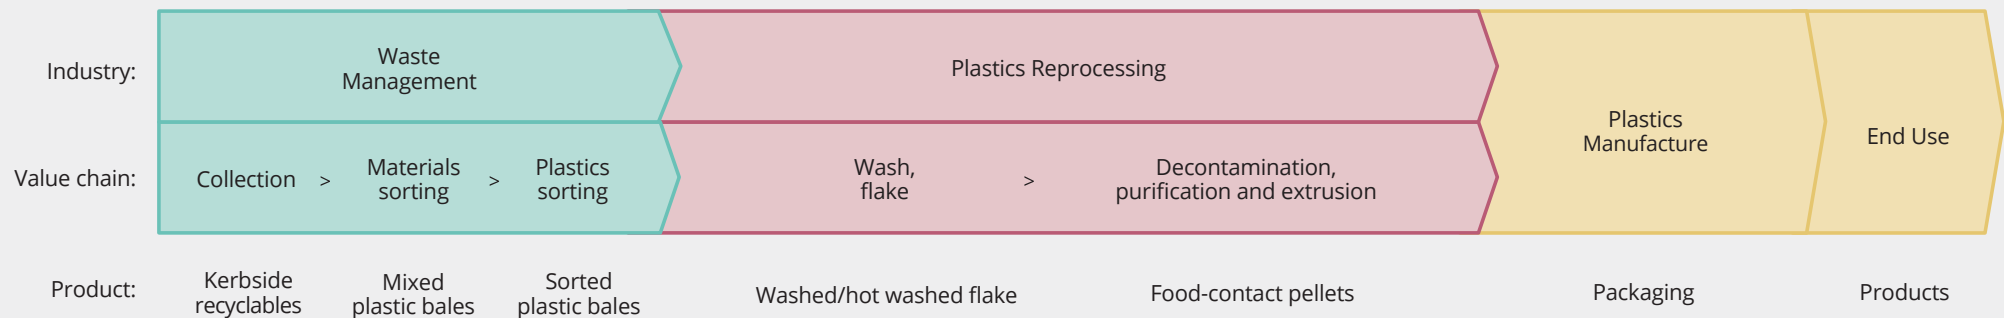 Industry:
Waste
Management
Plastics Reprocessing
Plastics
Manufacture
End Use
Value chain:
Collection
>
Materials
sorting
>
Plastics
sorting
Wash,
flake
>
Decontamination,
purification and extrusion
Product:
Kerbside
recyclables
Mixed
plastic bales
Sorted
plastic bales
Washed/hot washed flake
Food-contact pellets
Packaging
Products